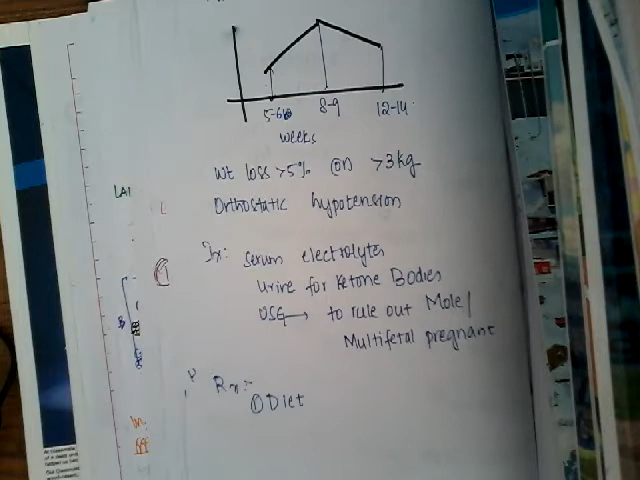 5-6 8-9 12-14
weeks
Wt loss >5% OR >3kg
Orthostatic hypotension
Ix: Serum electrolytes
Urine for Ketone Bodies
USG → to rule out Mole/
Multifetal pregnant
Rx:-
① Diet
LAI